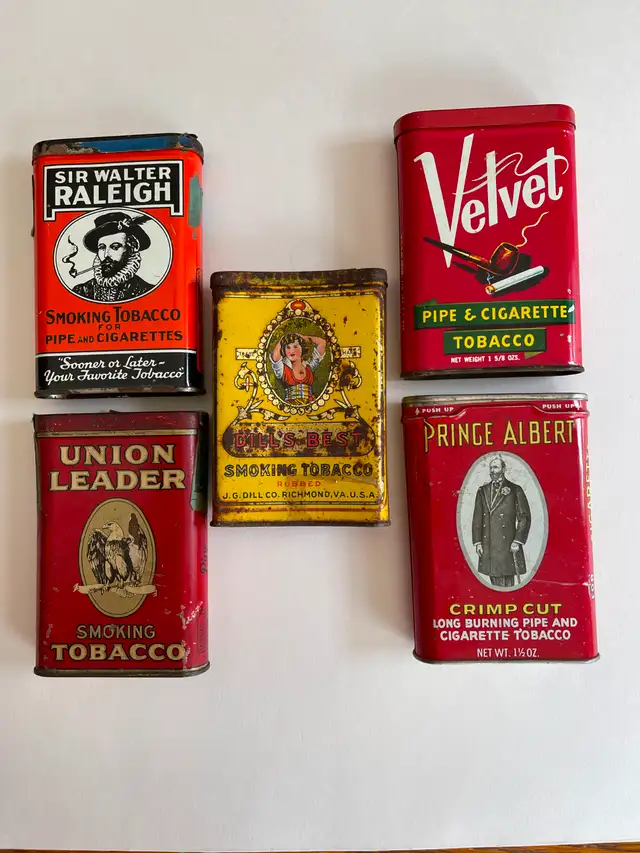 SIR WALTER
RALEIGH
SMOKING TOBACCO
FOR
PIPE AND CIGARETTES
"Sooner or Later-
Your Favorite Tobacco"
Velvet
PIPE & CIGARETTE
TOBACCO
NET WEIGHT 1 5/8 OZS.
DILL'S BEST
SMOKING TOBACCO
RUBBED
J. G. DILL CO. RICHMOND, VA. U.S.A.
UNION
LEADER
SMOKING
TOBACCO
PUSH UP PUSH UP
PRINCE ALBERT
CRIMP CUT
LONG BURNING PIPE AND
CIGARETTE TOBACCO
NET WT. 1½ OZ.